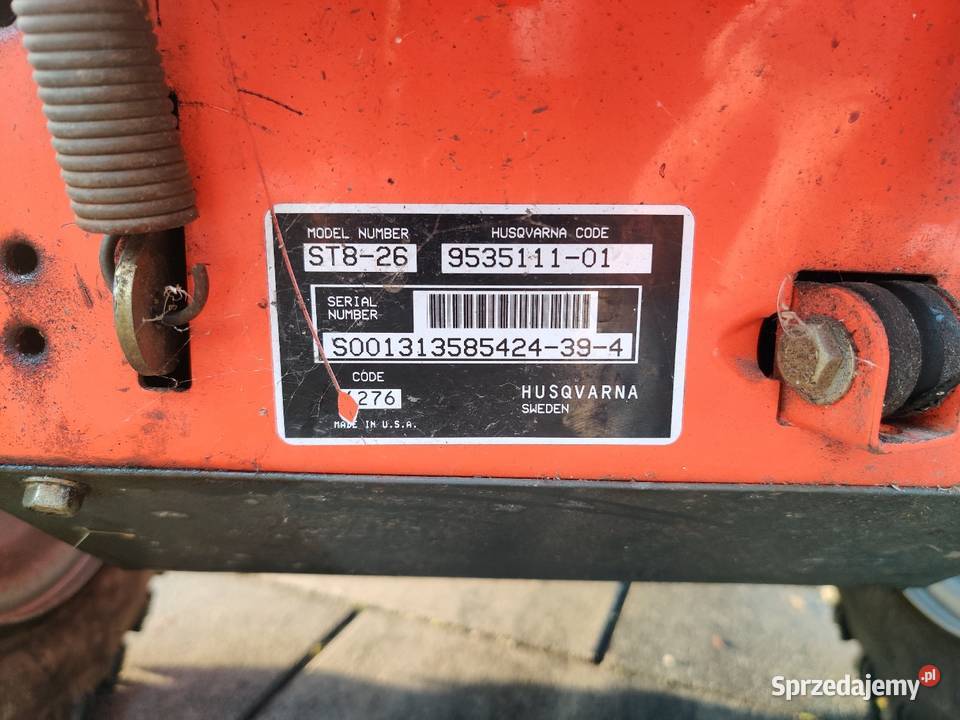 MODEL NUMBER HUSQVARNA CODE
ST8-26 9535111-01
SERIAL
NUMBER
S001313585424-39-4
CODE
HUSQVARNA
SWEDEN
MADE IN U.S.A.
Sprzedajemy.pl